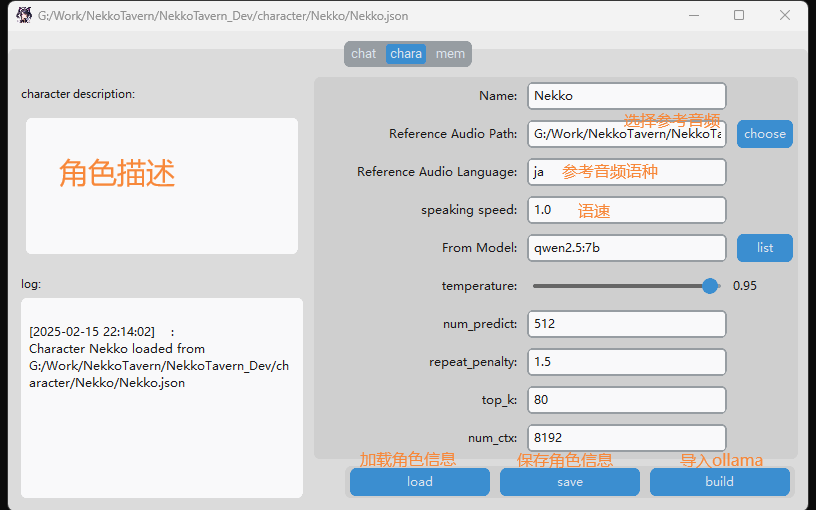 G:/Work/NekkoTavern/NekkoTavern_Dev/character/Nekko/Nekko.json
chat chara mem
character description:
角色描述
log:
[2025-02-15 22:14:02] :
Character Nekko loaded from
G:/Work/NekkoTavern/NekkoTavern_Dev/ch
aracter/Nekko/Nekko.json
Name: Nekko
选择参考音频
Reference Audio Path: G:/Work/NekkoTavern/NekkoTa choose
Reference Audio Language: ja 参考音频语种
speaking speed: 1.0 语速
From Model: qwen2.5:7b list
temperature: 0.95
num_predict: 512
repeat_penalty: 1.5
top_k: 80
num_ctx: 8192
加载角色信息 保存角色信息 导入ollama
load save build